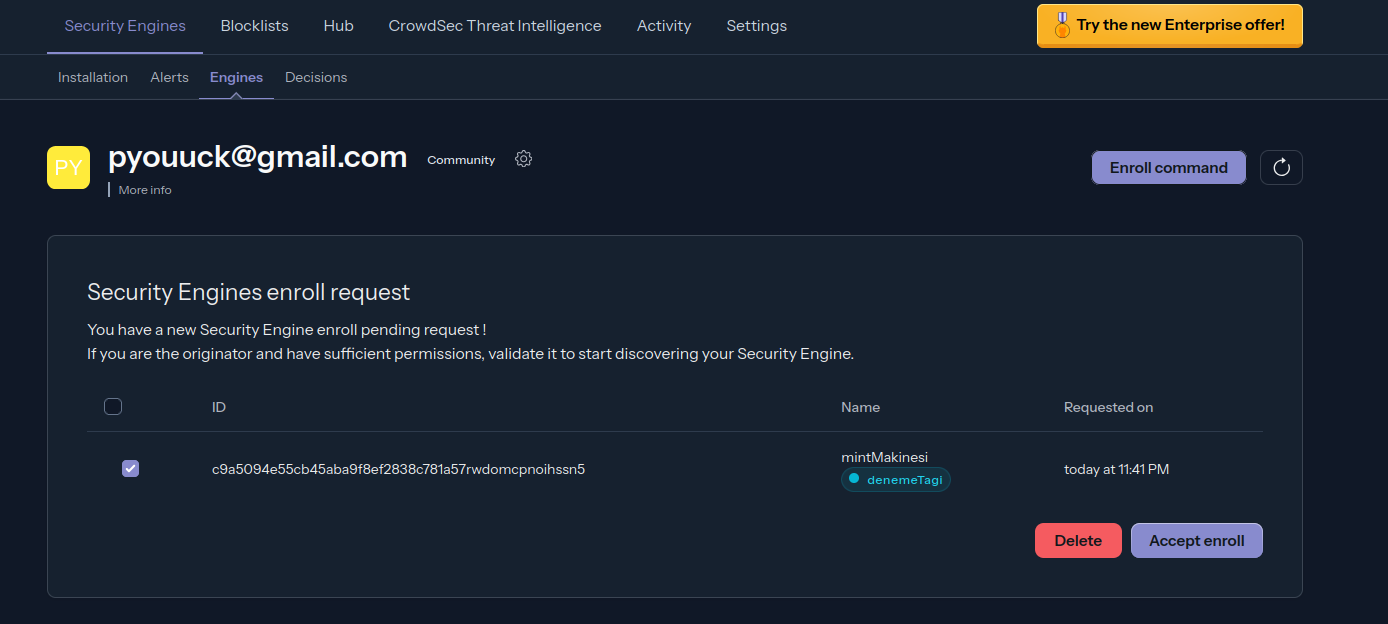 Security Engines Blocklists Hub CrowdSec Threat Intelligence Activity Settings Try the new Enterprise offer!
Installation Alerts Engines Decisions
PY pyouuck@gmail.com Community Enroll command
More info
Security Engines enroll request
You have a new Security Engine enroll pending request !
If you are the originator and have sufficient permissions, validate it to start discovering your Security Engine.
ID Name Requested on
mintMakinesi
c9a5094e55cb45aba9f8ef2838c781a57rwdomcpnoihssn5 today at 11:41 PM
denemeTagi
Delete Accept enroll